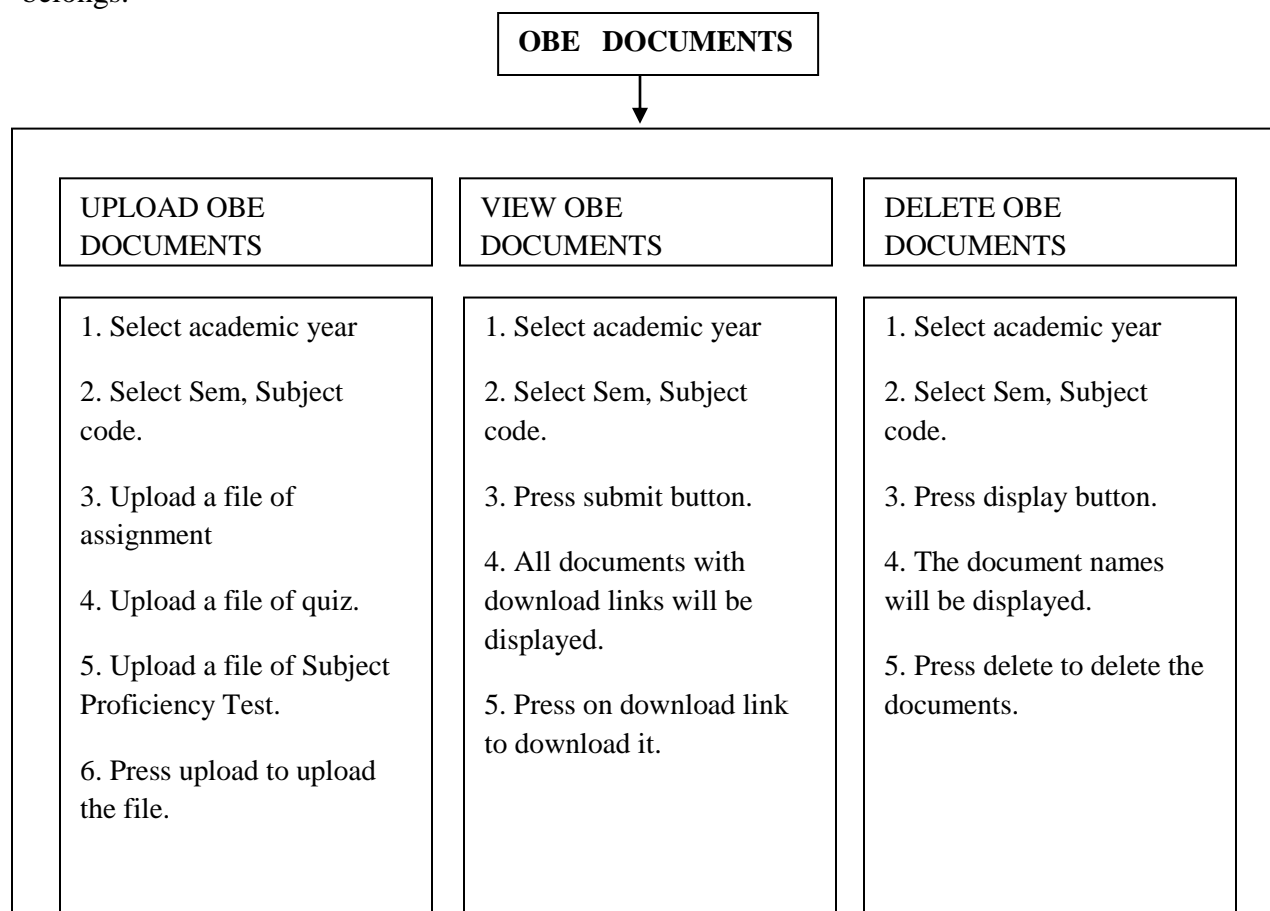 belongs.
OBE DOCUMENTS
UPLOAD OBE
DOCUMENTS
1. Select academic year
2. Select Sem, Subject
code.
3. Upload a file of
assignment
4. Upload a file of quiz.
5. Upload a file of Subject
Proficiency Test.
6. Press upload to upload
the file.
VIEW OBE
DOCUMENTS
1. Select academic year
2. Select Sem, Subject
code.
3. Press submit button.
4. All documents with
download links will be
displayed.
5. Press on download link
to download it.
DELETE OBE
DOCUMENTS
1. Select academic year
2. Select Sem, Subject
code.
3. Press display button.
4. The document names
will be displayed.
5. Press delete to delete the
documents.